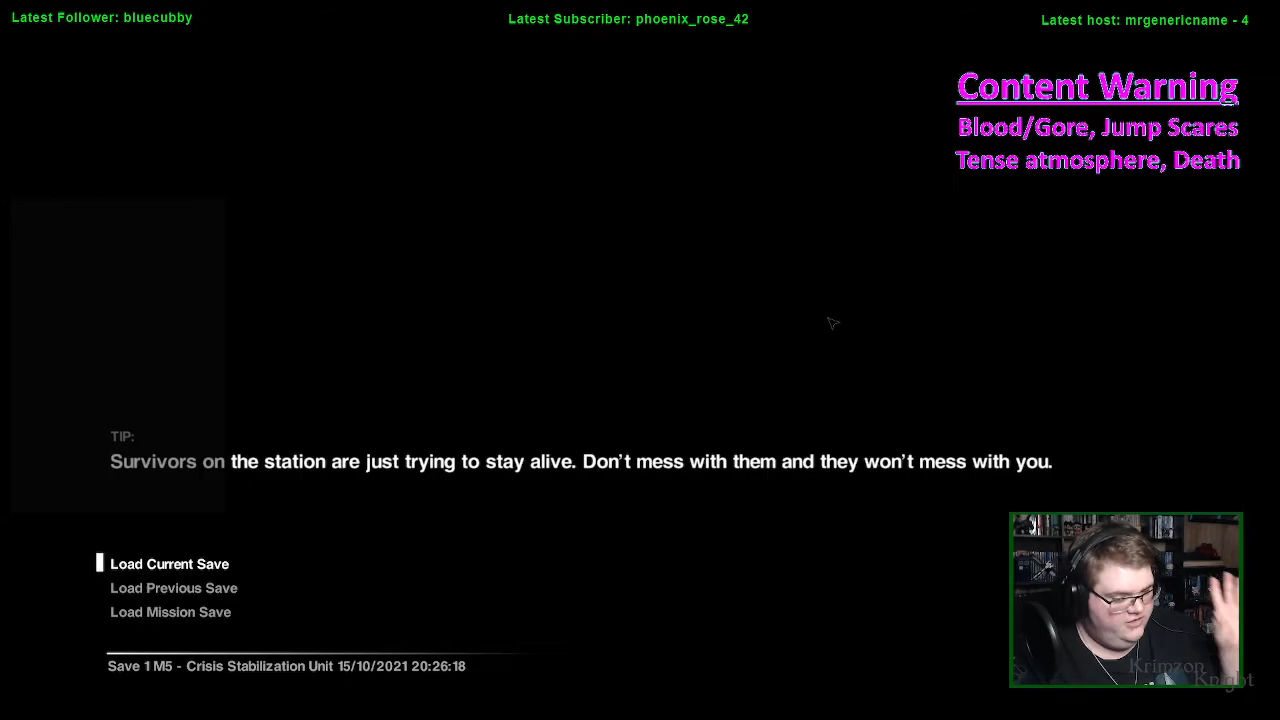 Latest Follower: bluecubby
Latest Subscriber: phoenix_rose_42
Latest host: mrgenericname - 4
Content Warning
Blood/Gore, Jump Scares
Tense atmosphere, Death
TIP:
Survivors on the station are just trying to stay alive. Don't mess with them and they won't mess with you.
Load Current Save
Load Previous Save
Load Mission Save
Save 1 M5 - Crisis Stabilization Unit 15/10/2021 20:26:18
Krimzon
Knight